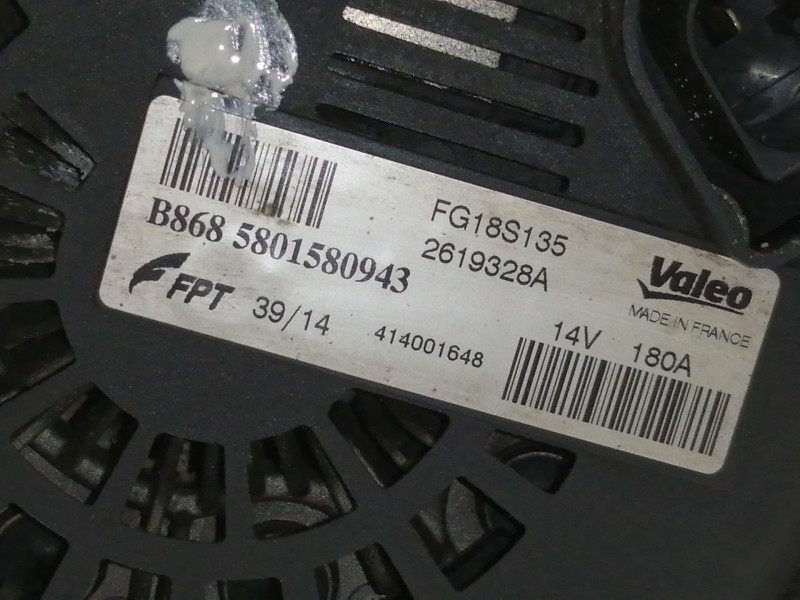 B868 5801580943
FPT 39/14 414001648
FG18S135
2619328A
Valeo
MADE IN FRANCE
14V 180A